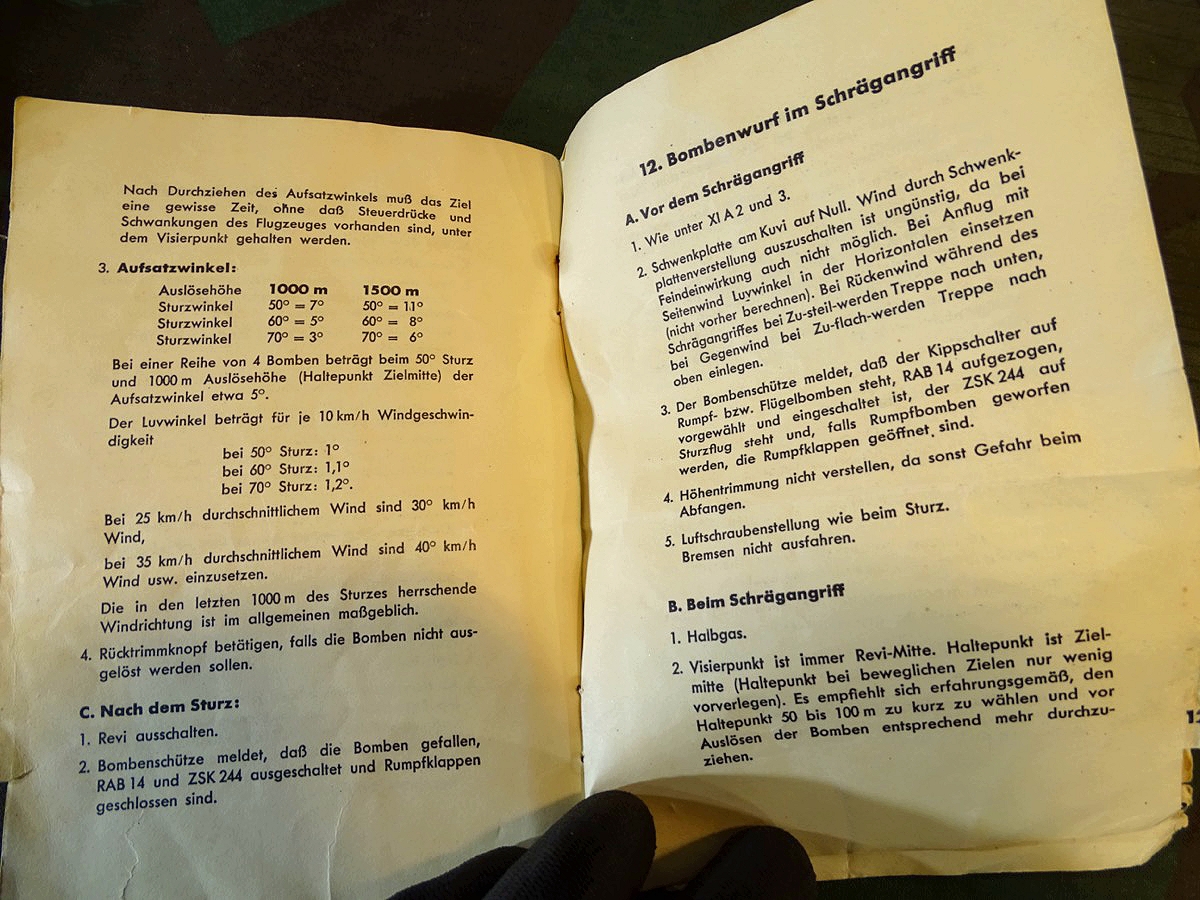 Nach Durchziehen des Aufsatzwinkels muß das Ziel
eine gewisse Zeit, ohne daß Steuerdrücke und
Schwankungen des Flugzeuges vorhanden sind, unter
dem Visierpunkt gehalten werden.
3. Aufsatzwinkel:
Auslösehöhe 1000 m 1500 m
Sturzwinkel 50° = 7° 50° = 11°
Sturzwinkel 60° = 5° 60° = 8°
Sturzwinkel 70° = 3° 70° = 6°
Bei einer Reihe von 4 Bomben beträgt beim 50° Sturz
und 1000 m Auslösehöhe (Haltepunkt Zielmitte) der
Aufsatzwinkel etwa 5°.
Der Luvwinkel beträgt für je 10 km/h Windgeschwin-
digkeit
bei 50° Sturz: 1°
bei 60° Sturz: 1,1°
bei 70° Sturz: 1,2°.
Bei 25 km/h durchschnittlichem Wind sind 30° km/h
Wind,
bei 35 km/h durchschnittlichem Wind sind 40° km/h
Wind usw. einzusetzen.
Die in den letzten 1000 m des Sturzes herrschende
Windrichtung ist im allgemeinen maßgeblich.
4. Rücktrimmknopf betätigen, falls die Bomben nicht aus-
gelöst werden sollen.
C. Nach dem Sturz:
1. Revi ausschalten.
2. Bombenschütze meldet, daß die Bomben gefallen,
RAB 14 und ZSK 244 ausgeschaltet und Rumpfklappen
geschlossen sind.
12. Bombenwurf im Schrägangriff
A. Vor dem Schrägangriff
1. Wie unter XI A 2 und 3.
2. Schwenkplatte am Kuvi auf Null. Wind durch Schwenk-
plattenverstellung auszuschalten ist ungünstig, da bei
Feindeinwirkung auch nicht möglich. Bei Anflug mit
Seitenwind Luvwinkel in der Horizontalen einsetzen
(nicht vorher berechnen). Bei Rückenwind während des
Schrägangriffes bei Zu-steil-werden Treppe nach unten,
bei Gegenwind bei Zu-flach-werden Treppe nach
oben einlegen.
3. Der Bombenschütze meldet, daß der Kippschalter auf
Rumpf- bzw. Flügelbomben steht, RAB 14 aufgezogen,
vorgewählt und eingeschaltet ist, der ZSK 244 auf
Sturzflug steht und, falls Rumpfbomben geworfen
werden, die Rumpfklappen geöffnet sind.
4. Höhentrimmung nicht verstellen, da sonst Gefahr beim
Abfangen.
5. Luftschraubenstellung wie beim Sturz.
Bremsen nicht ausfahren.
B. Beim Schrägangriff
1. Halbgas.
2. Visierpunkt ist immer Revi-Mitte. Haltepunkt ist Ziel-
mitte (Haltepunkt bei beweglichen Zielen nur wenig
vorverlegen). Es empfiehlt sich erfahrungsgemäß, den
Haltepunkt 50 bis 100 m zu kurz zu wählen und vor
Auslösen der Bomben entsprechend mehr durchzu-
ziehen.